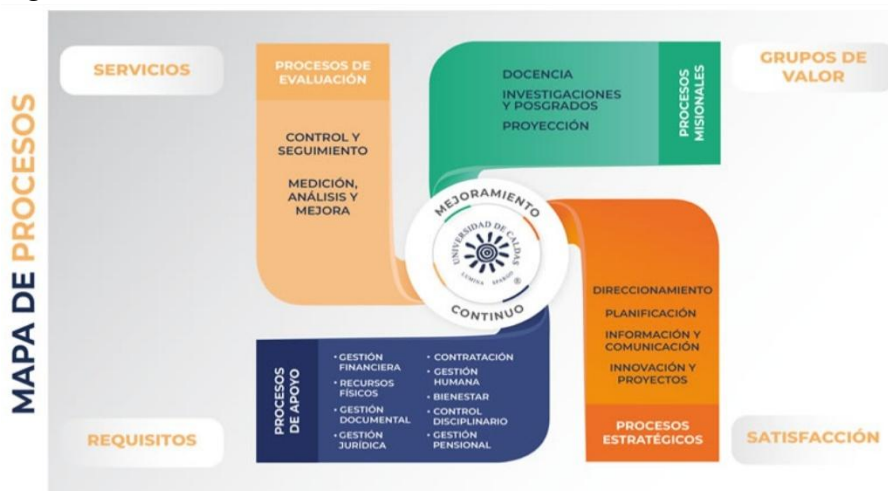 MAPA DE PROCESOS
SERVICIOS
PROCESOS DE
EVALUACIÓN
CONTROL Y
SEGUIMIENTO
MEDICIÓN,
ANÁLISIS Y
MEJORA
DOCENCIA
INVESTIGACIONES
Y POSGRADOS
PROYECCIÓN
PROCESOS
MISIONALES
GRUPOS DE
VALOR
MEJORAMIENTO
UNIVERSIDAD DE CALDAS
LUMINA SPARGO
®
CONTINUO
DIRECCIONAMIENTO
PLANIFICACIÓN
INFORMACIÓN Y
COMUNICACIÓN
INNOVACIÓN Y
PROYECTOS
PROCESOS
ESTRATÉGICOS
PROCESOS
DE APOYO
• GESTIÓN
FINANCIERA
• RECURSOS
FÍSICOS
• GESTIÓN
DOCUMENTAL
• GESTIÓN
JURÍDICA
• CONTRATACIÓN
• GESTIÓN
HUMANA
• BIENESTAR
• CONTROL
DISCIPLINARIO
• GESTIÓN
PENSIONAL
REQUISITOS
SATISFACCIÓN